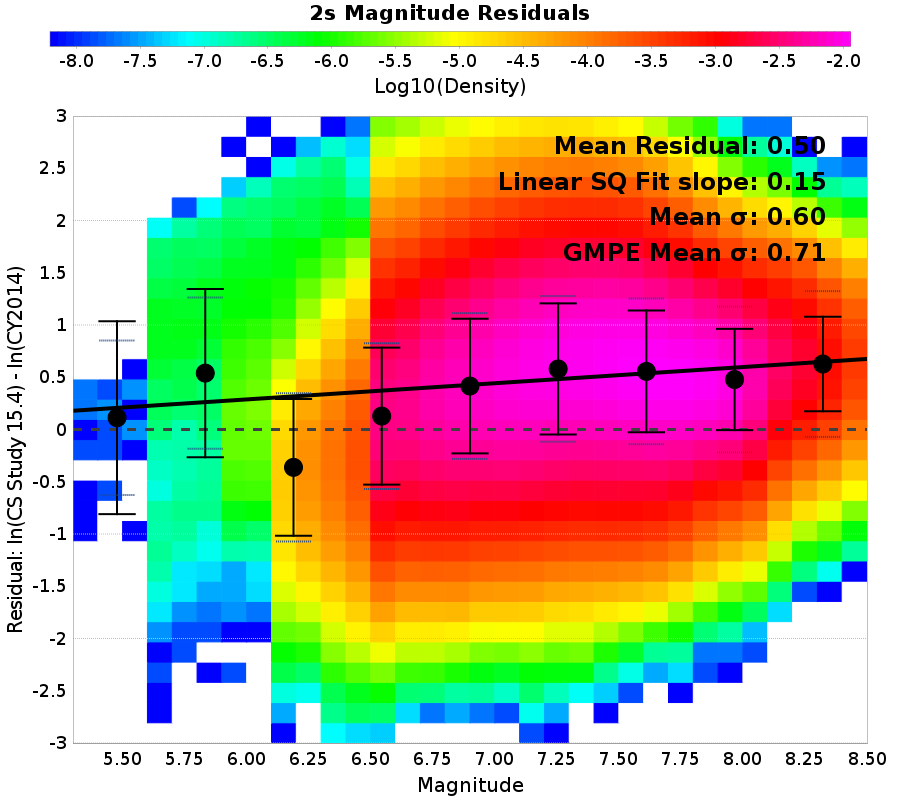 2s Magnitude Residuals
-8.0 -7.5 -7.0 -6.5 -6.0 -5.5 -5.0 -4.5 -4.0 -3.5 -3.0 -2.5 -2.0
Log10(Density)
Mean Residual: 0.50
Linear SQ Fit slope: 0.15
Mean σ: 0.60
GMPE Mean σ: 0.71
Residual: ln(CS Study 15.4) - ln(CY2014)
3
2.5
2
1.5
1
0.5
0
-0.5
-1
-1.5
-2
-2.5
-3
5.50 5.75 6.00 6.25 6.50 6.75 7.00 7.25 7.50 7.75 8.00 8.25 8.50
Magnitude